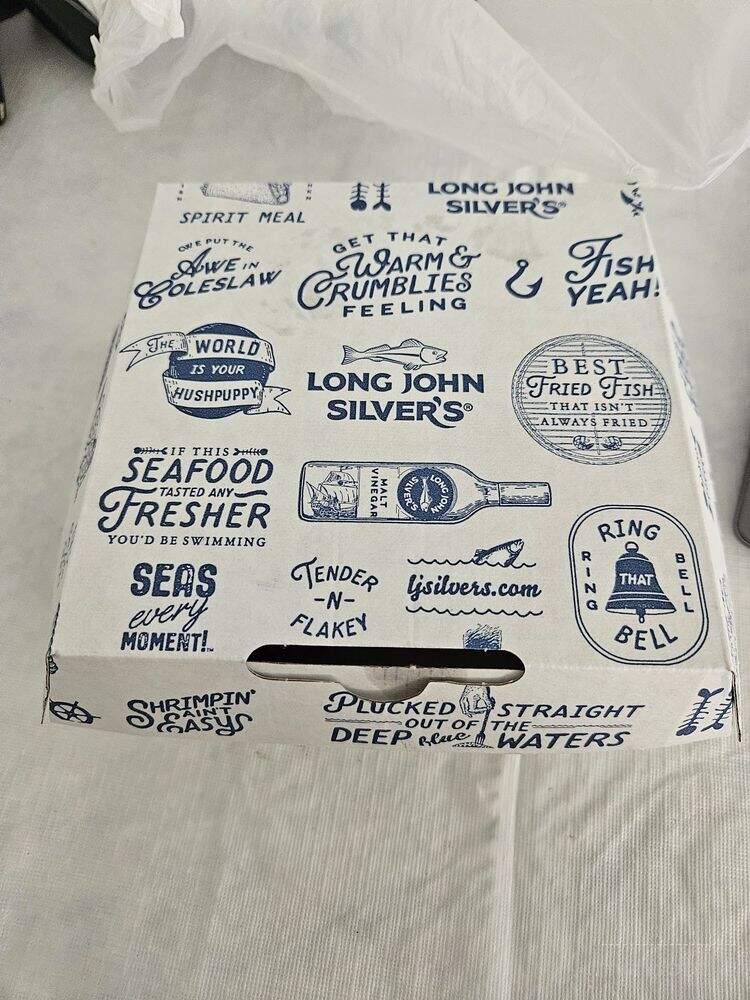 SPIRIT MEAL
LONG JOHN
SILVER'S®
WE PUT THE
AWE IN
COLESLAW
GET THAT
WARM &
CRUMBLIES
FEELING
FISH
YEAH!
THE WORLD
IS YOUR
HUSHPUPPY
LONG JOHN
SILVER'S®
BEST
FRIED FISH
THAT ISN'T
ALWAYS FRIED
IF THIS
SEAFOOD
TASTED ANY
FRESHER
YOU'D BE SWIMMING
MALT
VINEGAR
LONG JOHN
SILVER'S
SEAS
every
MOMENT!™
TENDER
-N-
FLAKEY
ljsilvers.com
RING
RING
THAT
BELL
BELL
SHRIMPIN'
AIN'T
EASY
PLUCKED STRAIGHT
OUT OF THE
DEEP blue WATERS